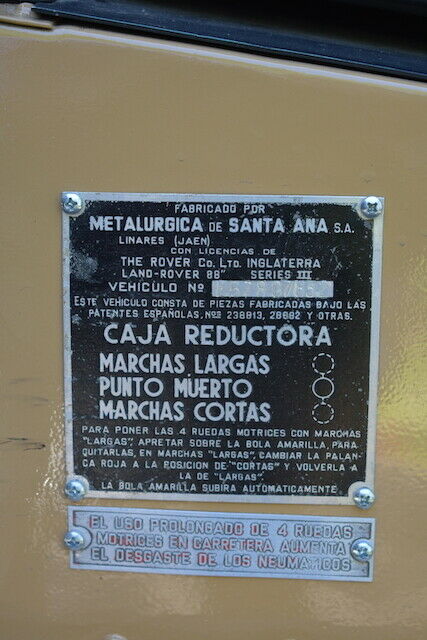 FABRICADO POR
METALURGICA DE SANTA ANA S.A.
LINARES (JAEN)
CON LICENCIAS DE
THE ROVER Co. LTD. INGLATERRA
LAND-ROVER 88" SERIES III
VEHICULO Nº
ESTE VEHICULO CONSTA DE PIEZAS FABRICADAS BAJO LAS
PATENTES ESPAÑOLAS, Nos 238813, 28682 Y OTRAS.
CAJA REDUCTORA
MARCHAS LARGAS
PUNTO MUERTO
MARCHAS CORTAS
PARA PONER LAS 4 RUEDAS MOTRICES CON MARCHAS
"LARGAS", APRETAR SOBRE LA BOLA AMARILLA, PARA
QUITARLAS, EN MARCHAS "LARGAS", CAMBIAR LA PALAN-
CA ROJA A LA POSICION DE "CORTAS" Y VOLVERLA A
LA DE "LARGAS".
LA BOLA AMARILLA SUBIRA AUTOMATICAMENTE.
EL USO PROLONGADO DE 4 RUEDAS
MOTRICES EN CARRETERA AUMENTA
EL DESGASTE DE LOS NEUMATICOS